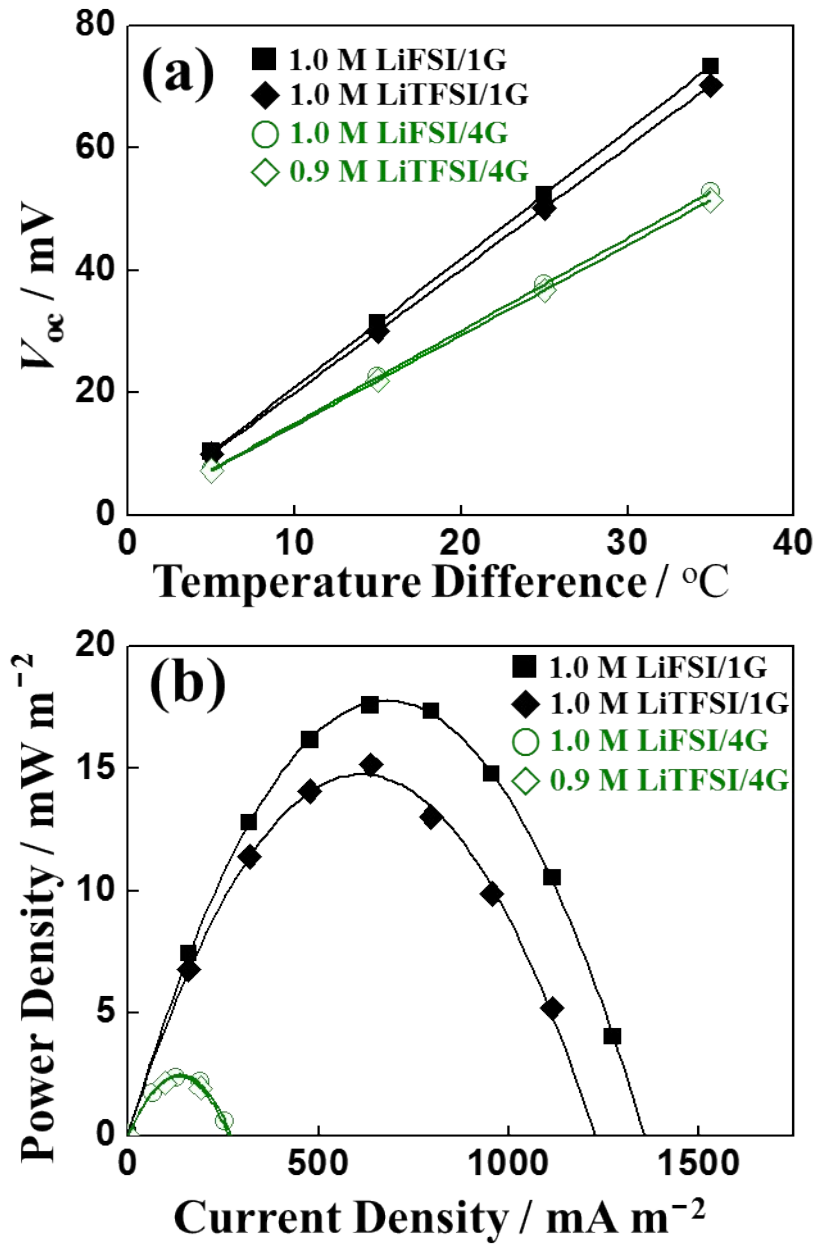 (a)
1.0 M LiFSI/1G
1.0 M LiTFSI/1G
1.0 M LiFSI/4G
0.9 M LiTFSI/4G
80
60
40
20
0
V_oc / mV
0 10 20 30 40
Temperature Difference / °C
(b)
1.0 M LiFSI/1G
1.0 M LiTFSI/1G
1.0 M LiFSI/4G
0.9 M LiTFSI/4G
20
15
10
5
0
Power Density / mW m⁻²
0 500 1000 1500
Current Density / mA m⁻²